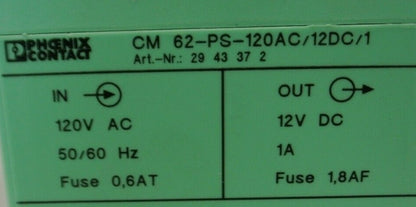 PHŒNIX CM 62-PS-120AC/12DC/1
CONTACT Art.-Nr.: 29 43 37 2
IN OUT
120V AC 12V DC
50/60 Hz 1A
Fuse 0,6AT Fuse 1,8AF